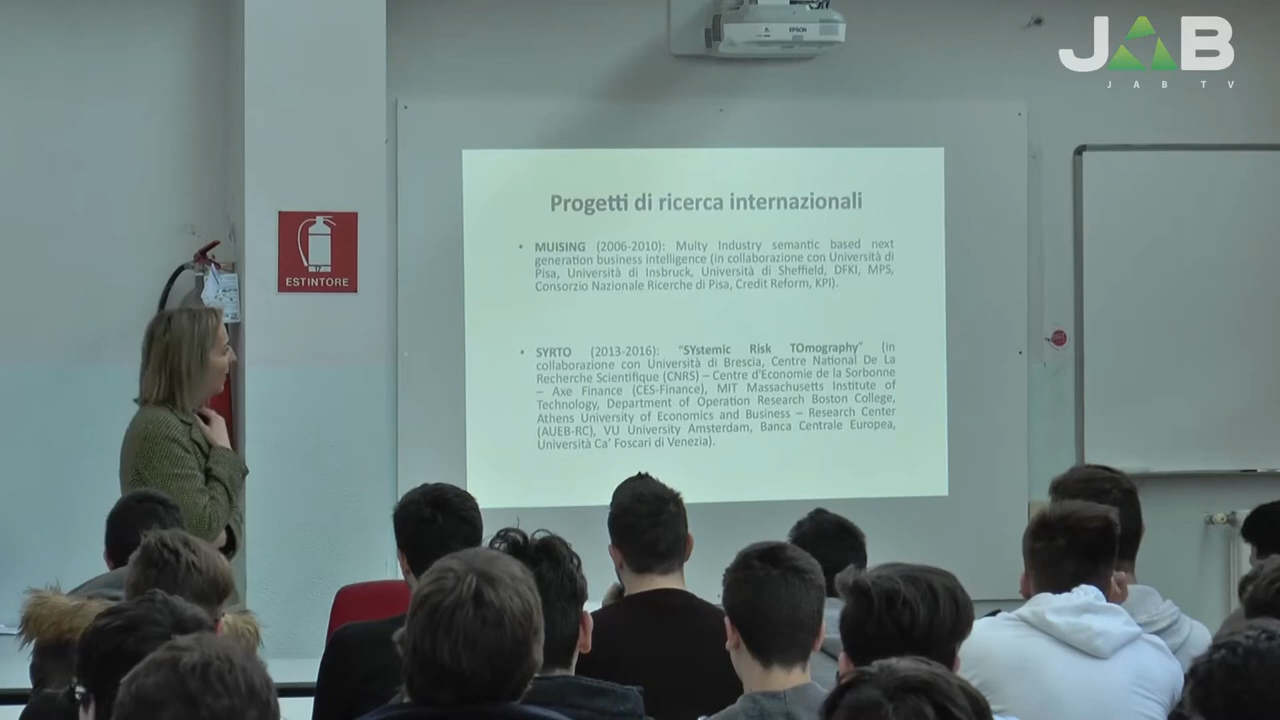 JAB
JAB TV
EPSON
ESTINTORE
Progetti di ricerca internazionali
• MUISING (2006-2010): Multy Industry semantic based next
generation business intelligence (in collaborazione con Università di
Pisa, Università di Insbruck, Università di Sheffield, DFKI, MPS,
Consorzio Nazionale Ricerche di Pisa, Credit Reform, KPI).
• SYRTO (2013-2016): “SYstemic Risk TOmography” (in
collaborazione con Università di Brescia, Centre National De La
Recherche Scientifique (CNRS) – Centre d'Economie de la Sorbonne
– Axe Finance (CES-Finance), MIT Massachusetts Institute of
Technology, Department of Operation Research Boston College,
Athens University of Economics and Business – Research Center
(AUEB-RC), VU University Amsterdam, Banca Centrale Europea,
Università Ca’ Foscari di Venezia).